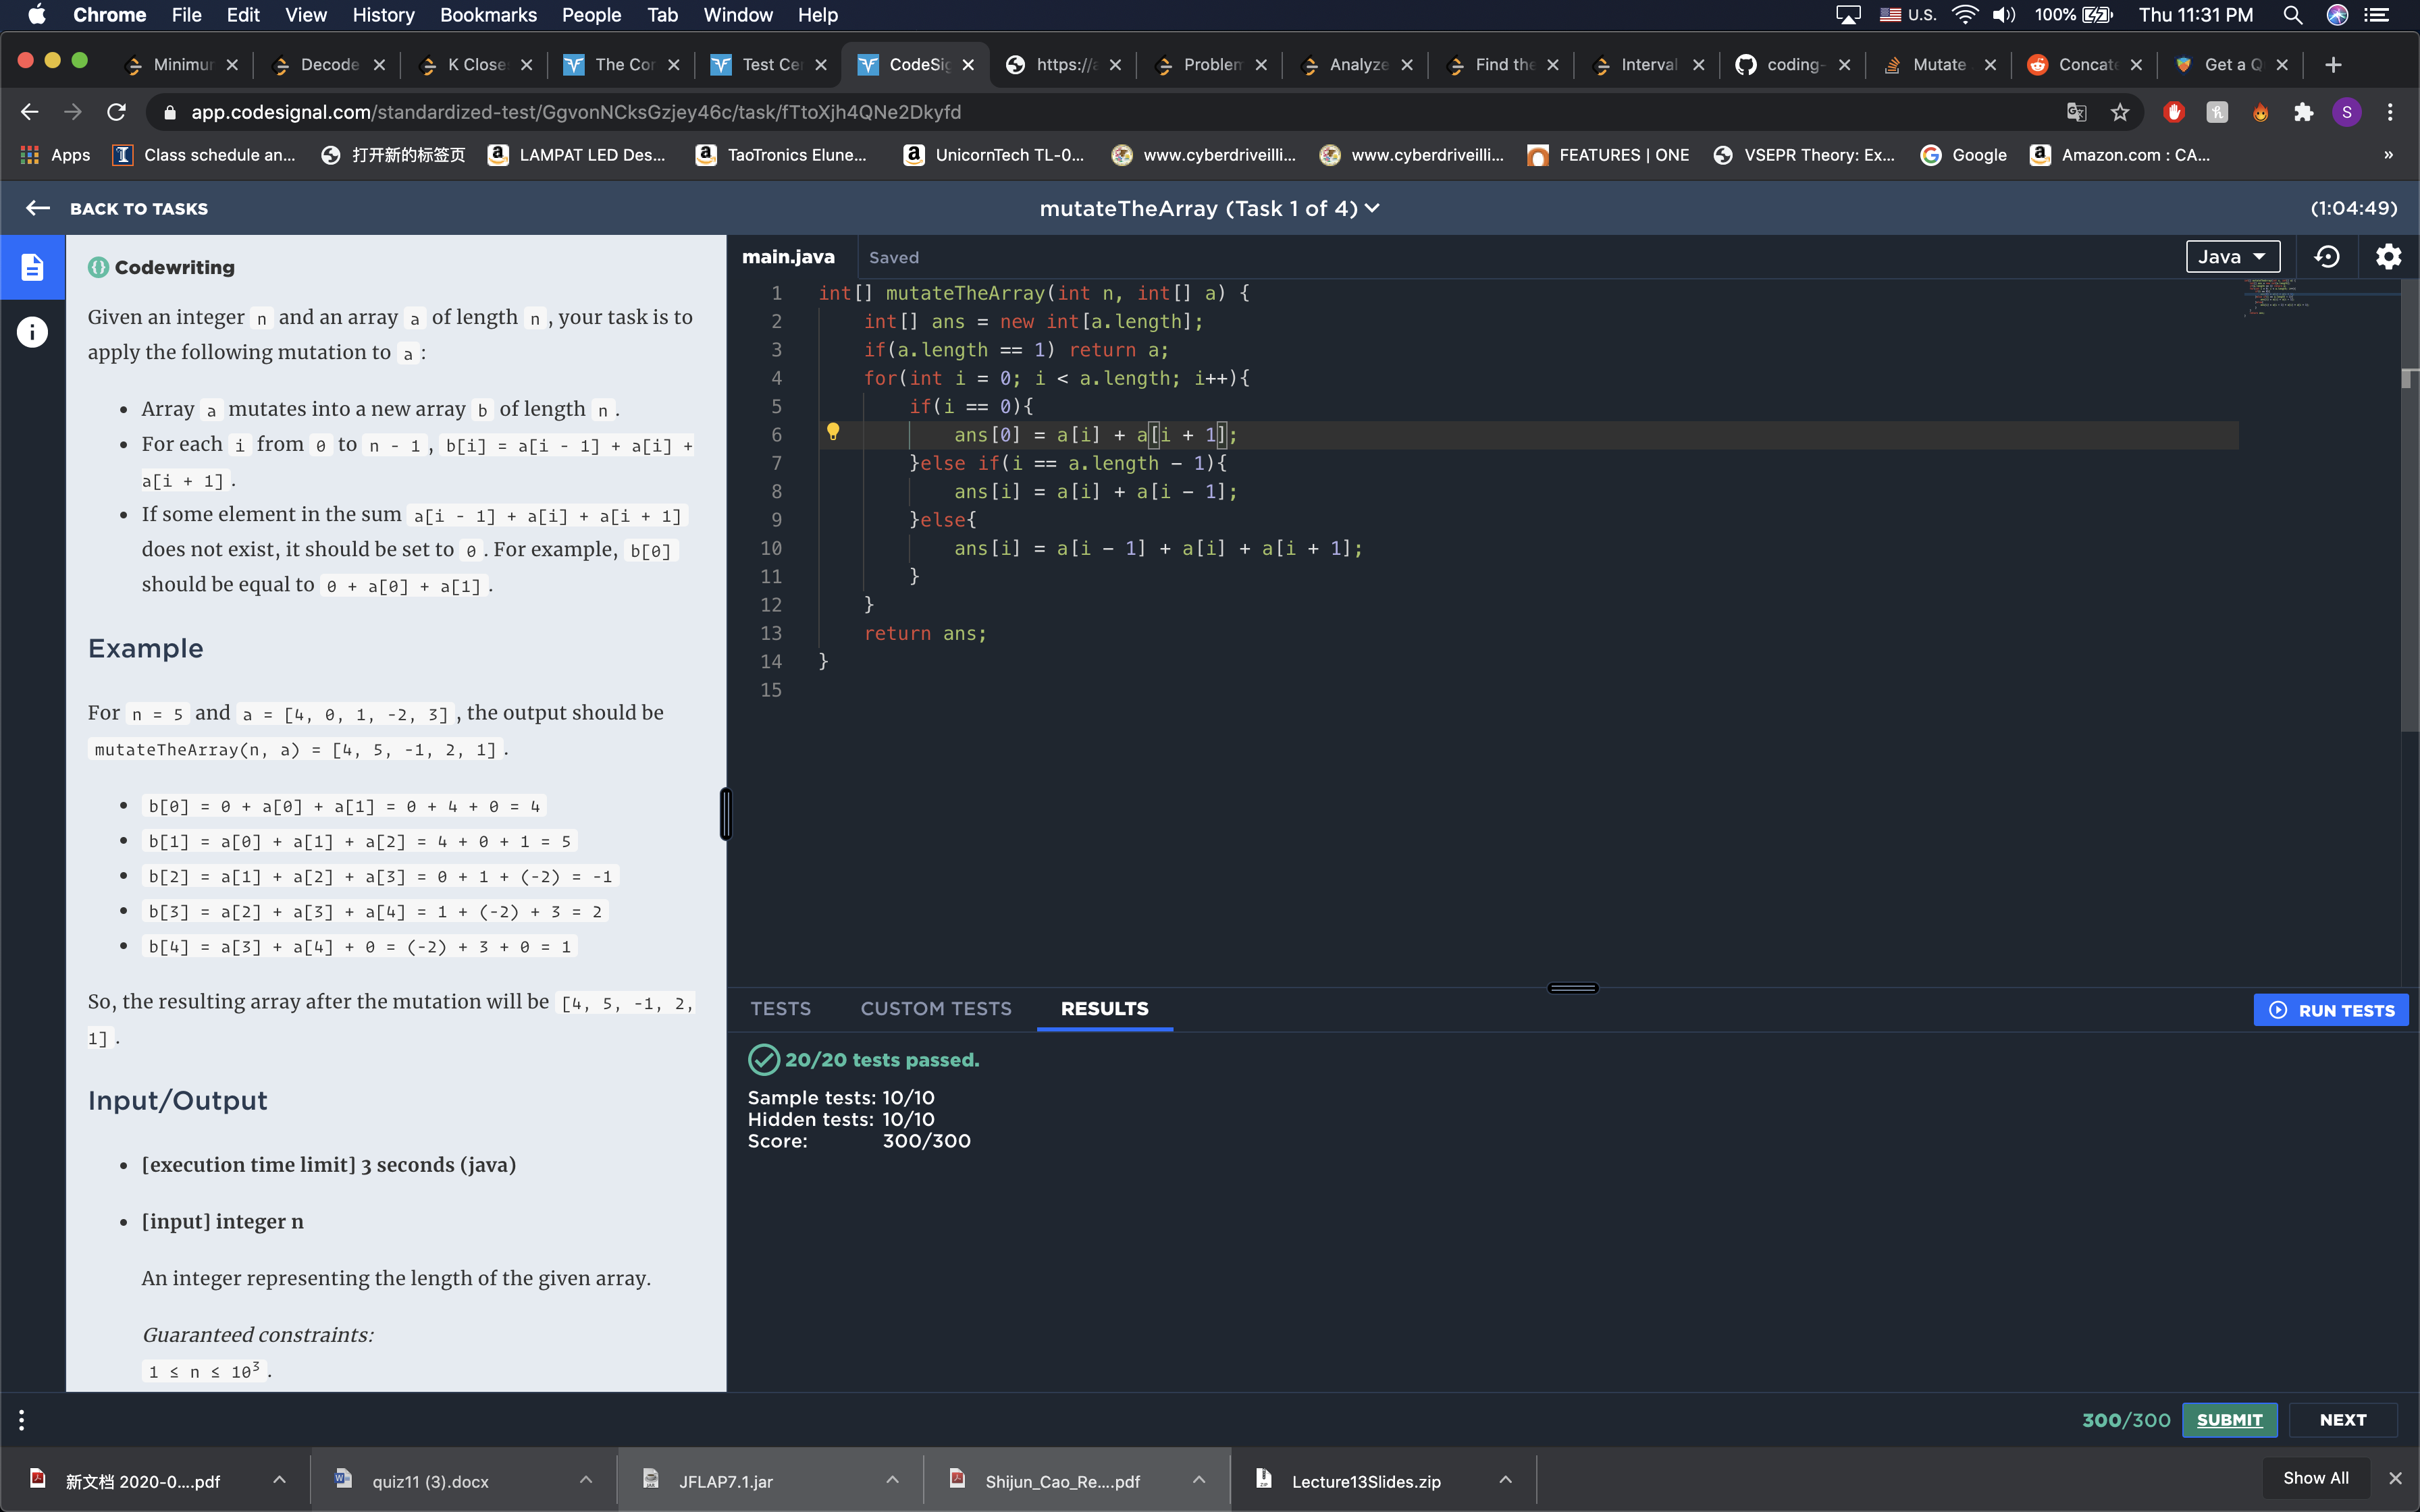 Chrome File Edit View History Bookmarks People Tab Window Help U.S. 100% Thu 11:31 PM
Minimur Decode K Close The Cor Test Cer CodeSig https:// Problem Analyze Find the Interval coding- Mutate Concate Get a Q
app.codesignal.com/standardized-test/GgvonNCksGzjey46c/task/fTtoXjh4QNe2Dkyfd S
Apps Class schedule an... 打开新的标签页 LAMPAT LED Des... TaoTronics Elune... UnicornTech TL-0... www.cyberdriveilli... www.cyberdriveilli... FEATURES | ONE VSEPR Theory: Ex... Google Amazon.com : CA... »
BACK TO TASKS mutateTheArray (Task 1 of 4) (1:04:49)
Codewriting
Given an integer n and an array a of length n , your task is to
apply the following mutation to a :
• Array a mutates into a new array b of length n .
• For each i from 0 to n - 1 , b[i] = a[i - 1] + a[i] +
a[i + 1] .
• If some element in the sum a[i - 1] + a[i] + a[i + 1]
does not exist, it should be set to 0 . For example, b[0]
should be equal to 0 + a[0] + a[1] .
Example
For n = 5 and a = [4, 0, 1, -2, 3] , the output should be
mutateTheArray(n, a) = [4, 5, -1, 2, 1] .
• b[0] = 0 + a[0] + a[1] = 0 + 4 + 0 = 4
• b[1] = a[0] + a[1] + a[2] = 4 + 0 + 1 = 5
• b[2] = a[1] + a[2] + a[3] = 0 + 1 + (-2) = -1
• b[3] = a[2] + a[3] + a[4] = 1 + (-2) + 3 = 2
• b[4] = a[3] + a[4] + 0 = (-2) + 3 + 0 = 1
So, the resulting array after the mutation will be [4, 5, -1, 2,
1] .
Input/Output
• [execution time limit] 3 seconds (java)
• [input] integer n
An integer representing the length of the given array.
Guaranteed constraints:
1 ≤ n ≤ 10³ .
main.java Saved Java
1 int[] mutateTheArray(int n, int[] a) {
2 int[] ans = new int[a.length];
3 if(a.length == 1) return a;
4 for(int i = 0; i < a.length; i++){
5 if(i == 0){
6 ans[0] = a[i] + a[i + 1];
7 }else if(i == a.length - 1){
8 ans[i] = a[i] + a[i - 1];
9 }else{
10 ans[i] = a[i - 1] + a[i] + a[i + 1];
11 }
12 }
13 return ans;
14 }
15
TESTS CUSTOM TESTS RESULTS RUN TESTS
20/20 tests passed.
Sample tests: 10/10
Hidden tests: 10/10
Score: 300/300
300/300 SUBMIT NEXT
新文档 2020-0....pdf quiz11 (3).docx JFLAP7.1.jar Shijun_Cao_Re....pdf Lecture13Slides.zip Show All